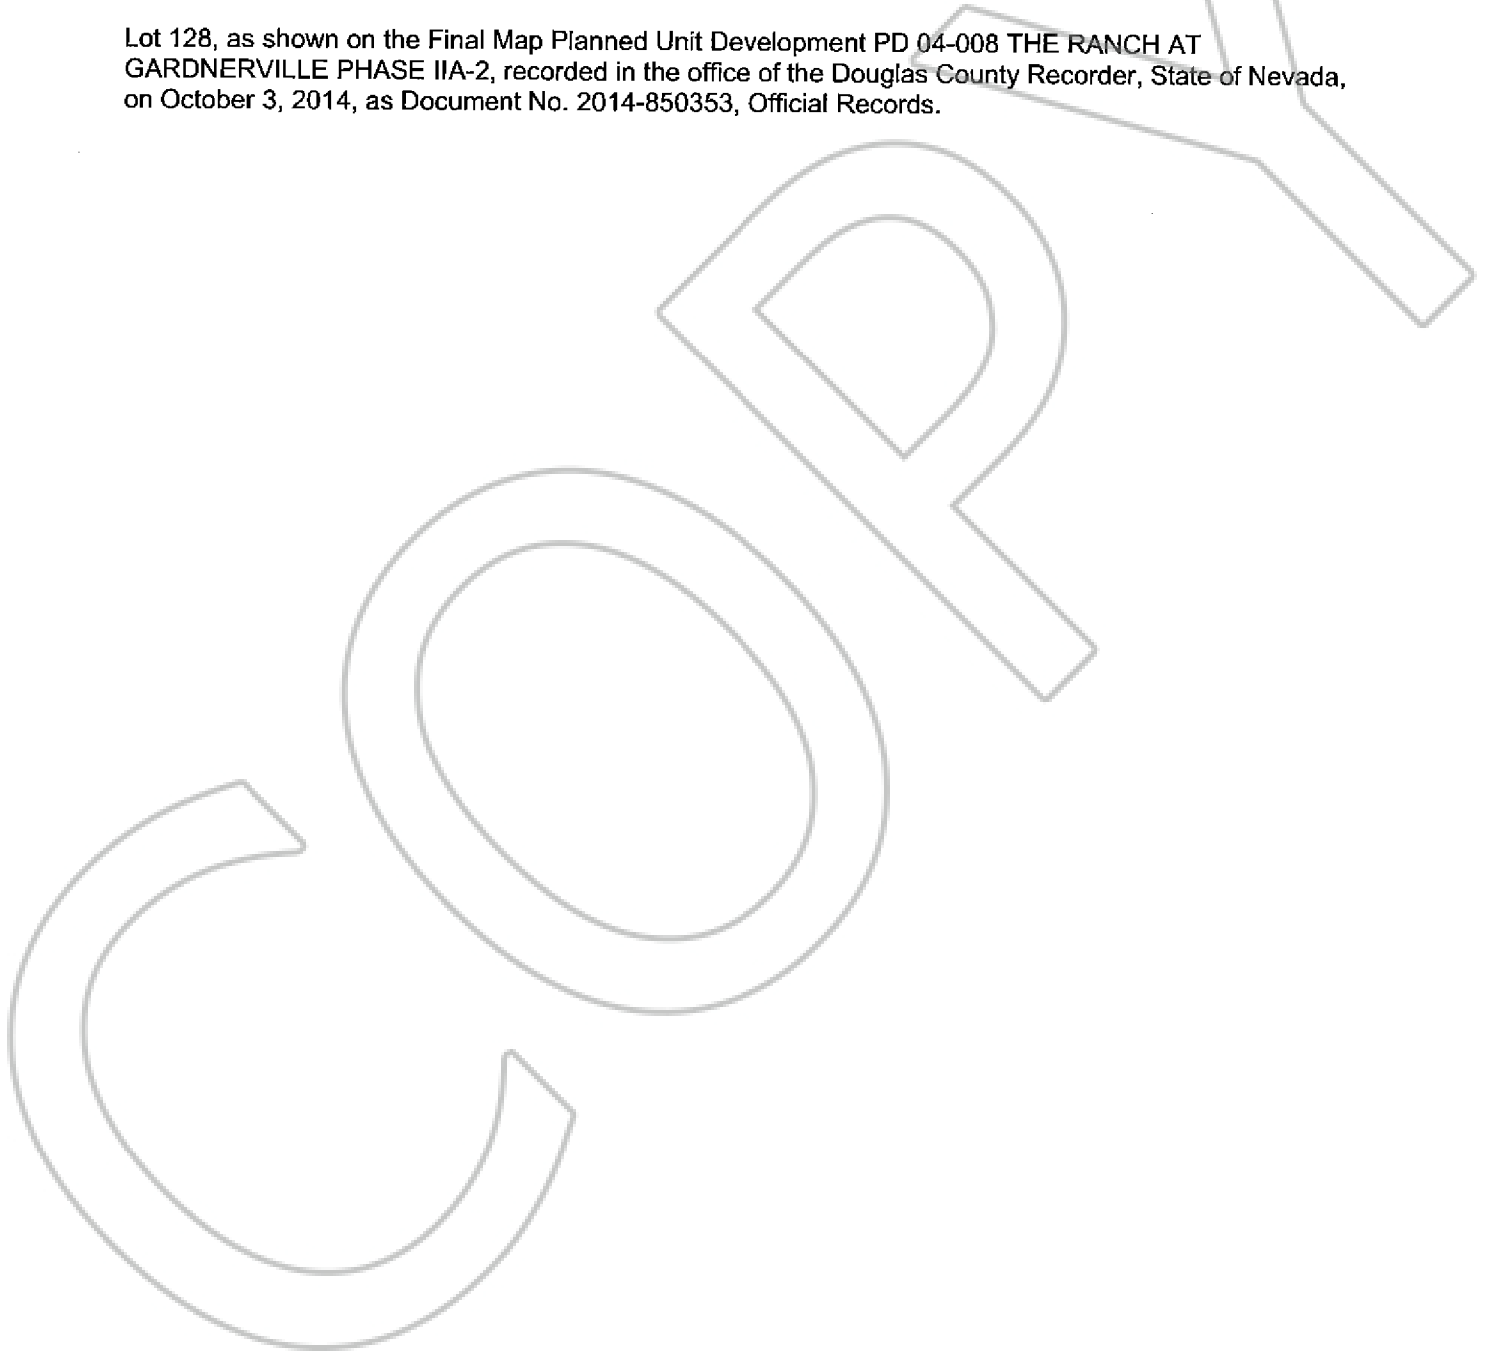 Lot 128, as shown on the Final Map Planned Unit Development PD 04-008 THE RANCH AT
GARDNERVILLE PHASE IIA-2, recorded in the office of the Douglas County Recorder, State of Nevada,
on October 3, 2014, as Document No. 2014-850353, Official Records.
COPY